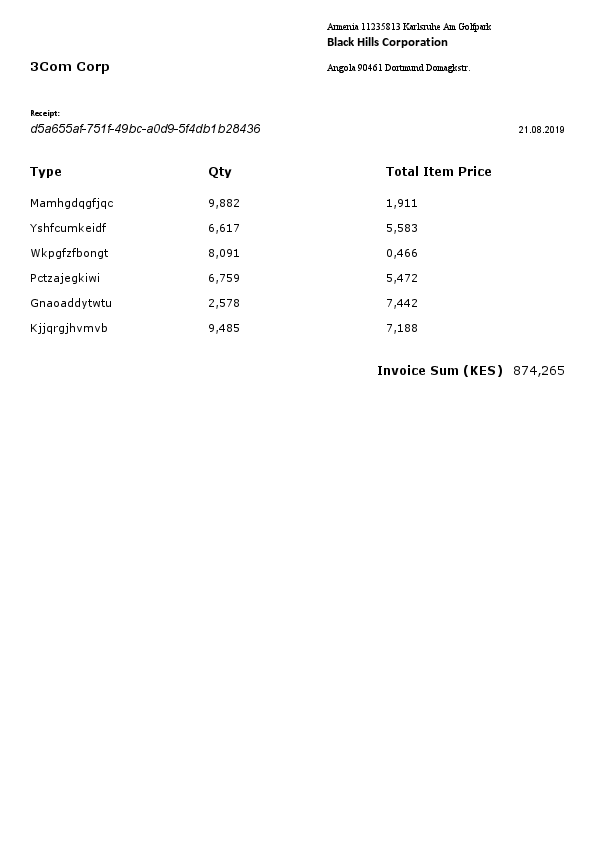 Armenia 11235813 Karlsruhe Am Golfpark
Black Hills Corporation
3Com Corp
Angola 90461 Dortmund Domagkstr.
Receipt:
d5a655af-751f-49bc-a0d9-5f4db1b28436
21.08.2019
Type Qty Total Item Price
Mamhgdqgfjqc 9,882 1,911
Yshfcumkeidf 6,617 5,583
Wkpgfzfbongt 8,091 0,466
Pctzajegkiwi 6,759 5,472
Gnaoaddytwtu 2,578 7,442
Kjjqrgjhvmvb 9,485 7,188
Invoice Sum (KES) 874,265